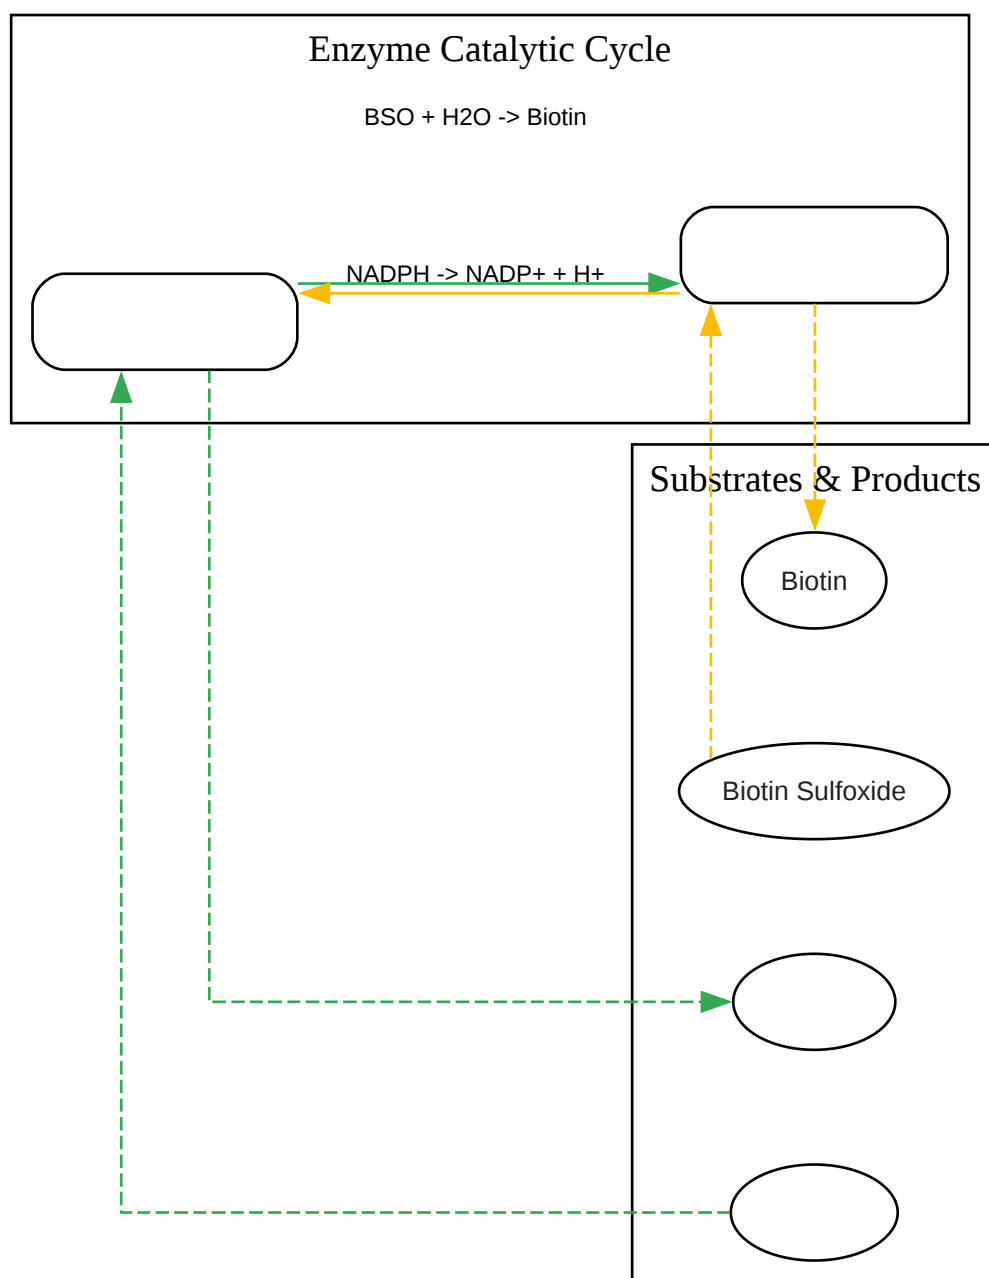 Enzyme Catalytic Cycle
BSO + H2O -> Biotin
NADPH -> NADP+ + H+
Substrates & Products
Biotin
Biotin Sulfoxide